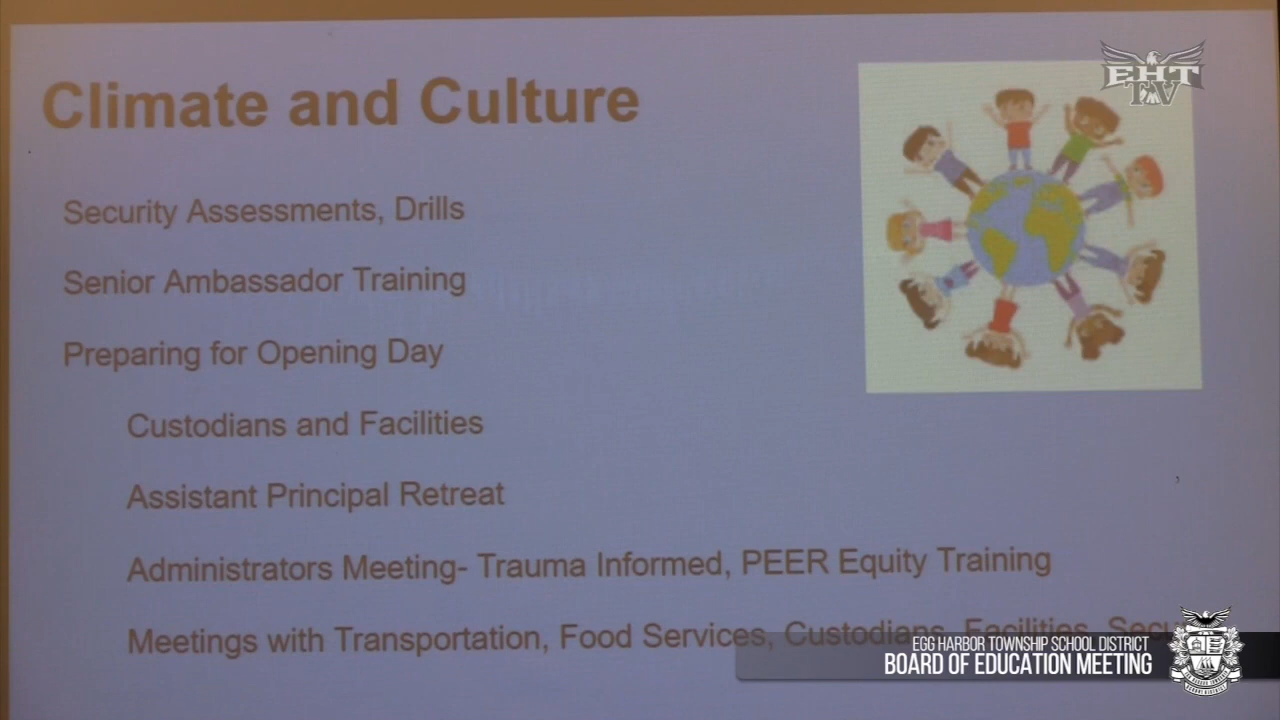 EHT
TV
Climate and Culture
Security Assessments, Drills
Senior Ambassador Training
Preparing for Opening Day
Custodians and Facilities
Assistant Principal Retreat
Administrators Meeting- Trauma Informed, PEER Equity Training
Meetings with Transportation, Food Services, Custodians, Facilities, Secu
EGG HARBOR TOWNSHIP SCHOOL DISTRICT
BOARD OF EDUCATION MEETING